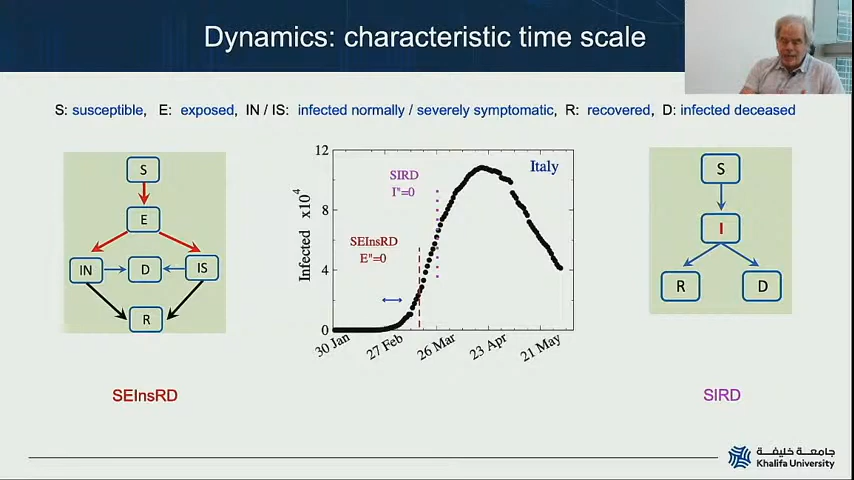 Dynamics: characteristic time scale
S: susceptible, E: exposed, IN / IS: infected normally / severely symptomatic, R: recovered, D: infected deceased
S
E
IN
D
IS
R
SEInsRD
Infected x10⁴
12
8
4
0
30 Jan
27 Feb
26 Mar
23 Apr
21 May
Italy
SIRD
I"=0
SEInsRD
E"=0
S
I
R
D
SIRD
جامعة خليفة
Khalifa University